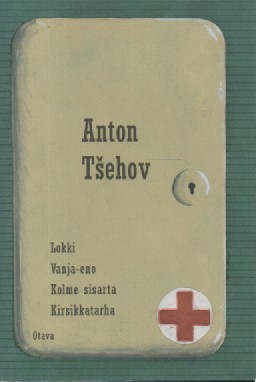 Anton
Tšehov
Lokki
Vanja-eno
Kolme sisarta
Kirsikkatarha
Otava